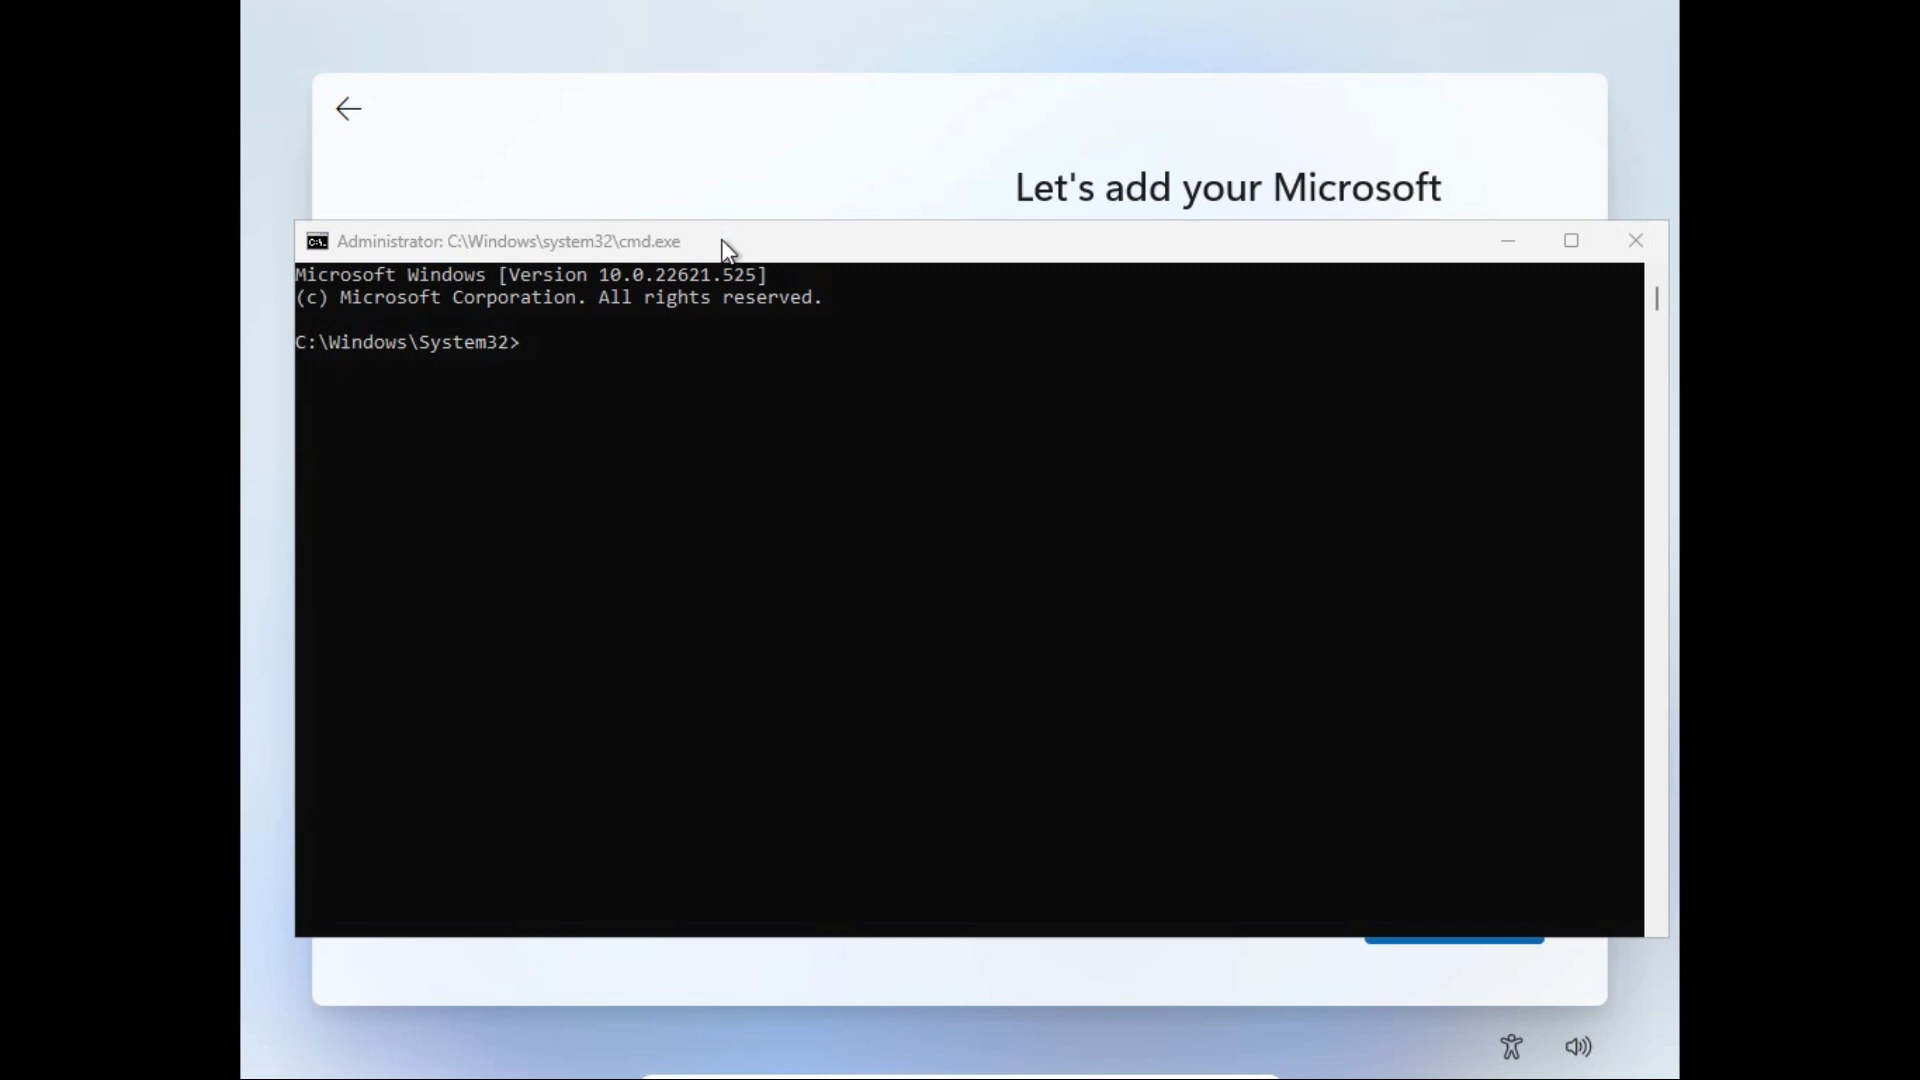 Let's add your Microsoft
Administrator: C:\Windows\system32\cmd.exe
Microsoft Windows [Version 10.0.22621.525]
(c) Microsoft Corporation. All rights reserved.
C:\Windows\System32>